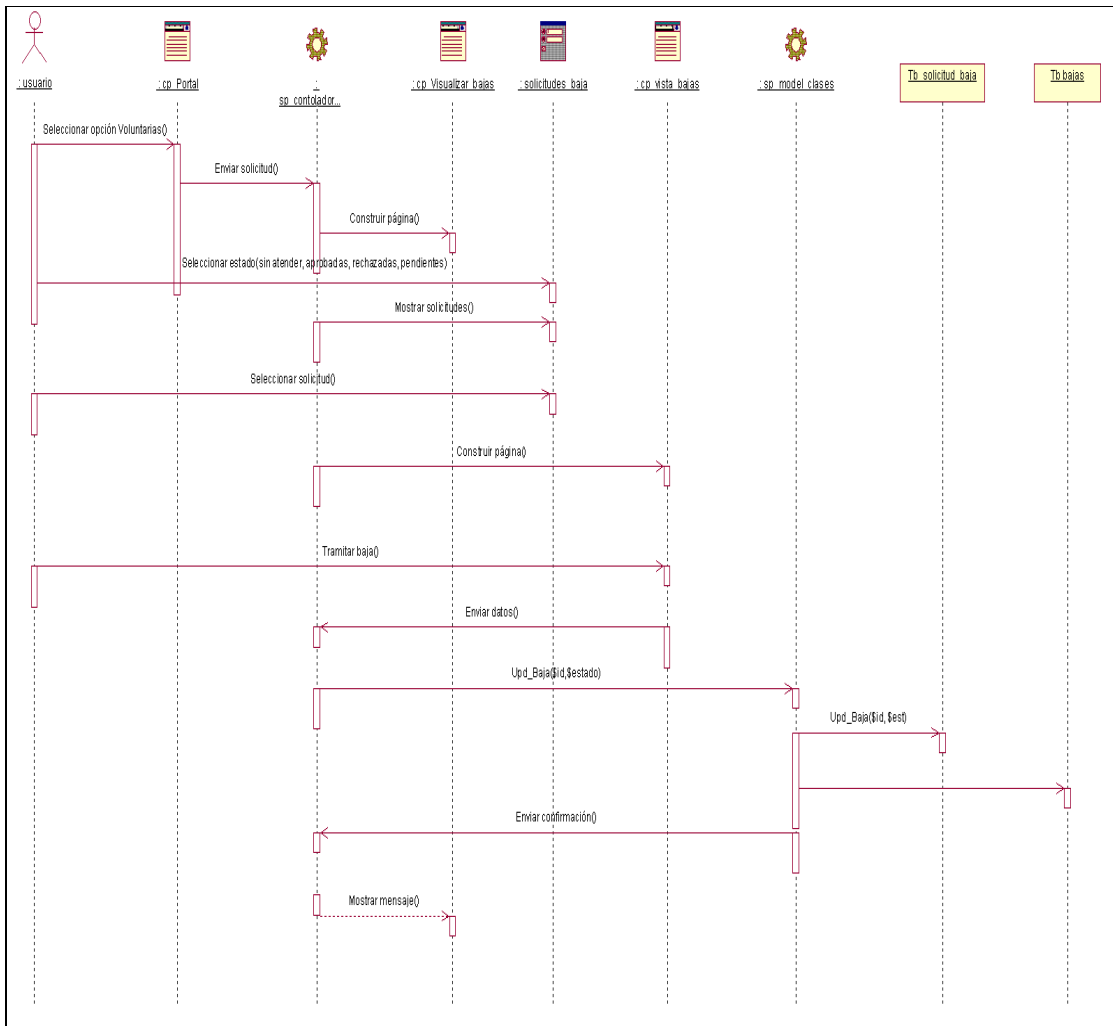 : usuario
: cp_Portal
:
sp_contolador...
: cp_Visualizar_bajas
: solicitudes_baja
: cp_vista_bajas
: sp_model_clases
Tb_solicitud_baja
Tb bajas
Seleccionar opción Voluntarias()
Enviar solicitud()
Construir página()
Seleccionar estado(sin atender, aprobadas, rechazadas, pendientes)
Mostrar solicitudes()
Seleccionar solicitud()
Construir página()
Tramitar baja()
Enviar datos()
Upd_Baja($id,$estado)
Upd_Baja($id, $est)
Enviar confirmación()
Mostrar mensaje()